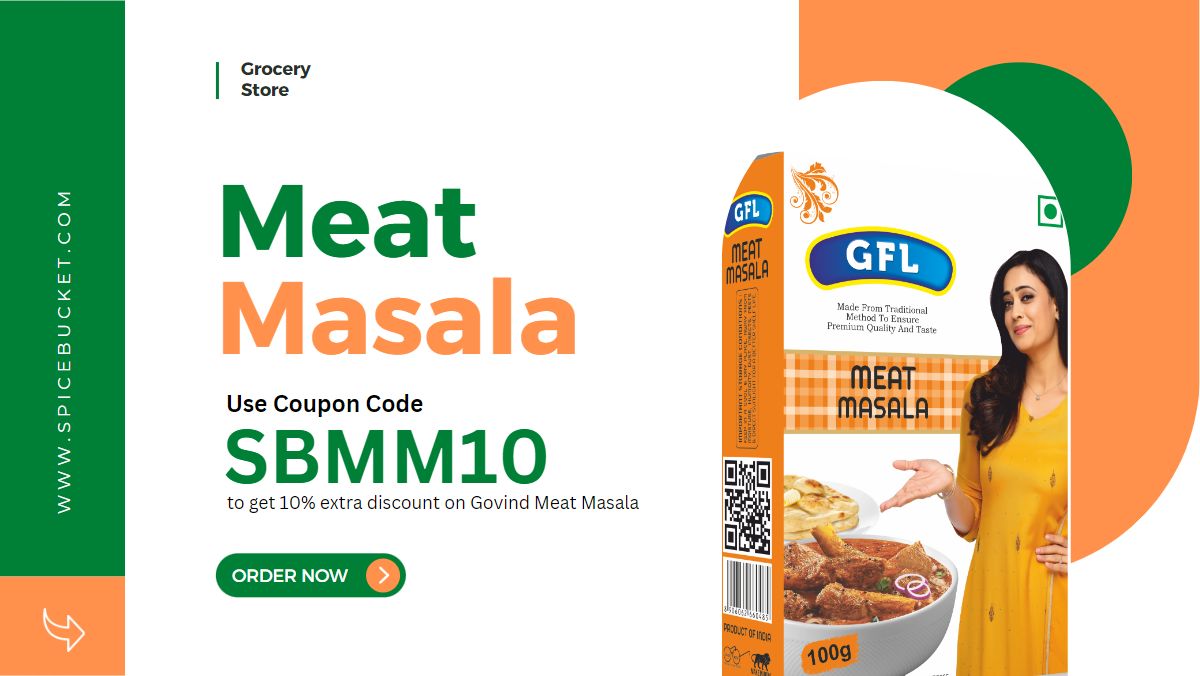 WWW.SPICEBUCKET.COM
Grocery
Store
Meat
Masala
Use Coupon Code
SBMM10
to get 10% extra discount on Govind Meat Masala
ORDER NOW
GFL
MEAT
MASALA
PRODUCT OF INDIA
GFL
Made From Traditional
Method To Ensure
Premium Quality And Taste
MEAT
MASALA
100g